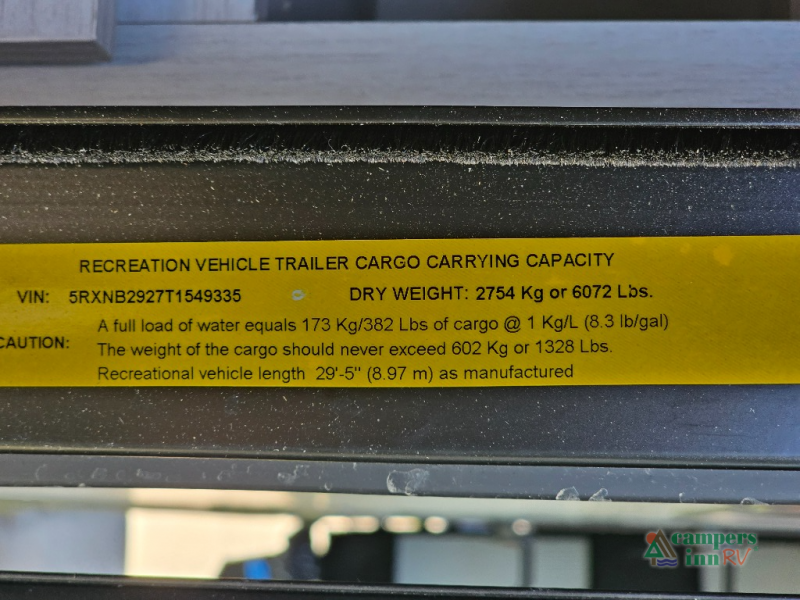 RECREATION VEHICLE TRAILER CARGO CARRYING CAPACITY
VIN: 5RXNB2927T1549335 DRY WEIGHT: 2754 Kg or 6072 Lbs.
A full load of water equals 173 Kg/382 Lbs of cargo @ 1 Kg/L (8.3 lb/gal)
CAUTION: The weight of the cargo should never exceed 602 Kg or 1328 Lbs.
Recreational vehicle length 29'-5" (8.97 m) as manufactured
campers
inn RV